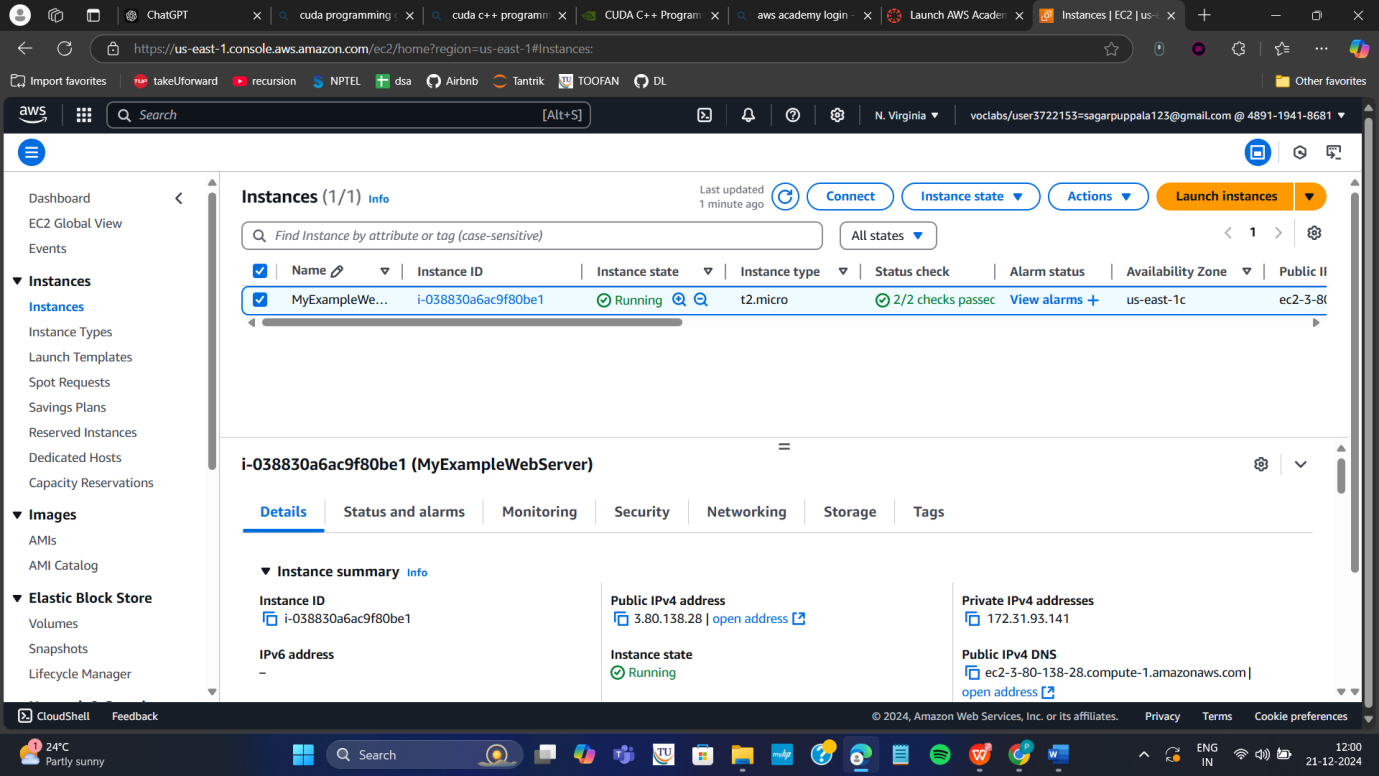 ChatGPT
cuda programming g
cuda c++ programm
CUDA C++ Program
aws academy login -
Launch AWS Academ
Instances | EC2 | us-e
https://us-east-1.console.aws.amazon.com/ec2/home?region=us-east-1#Instances:
Import favorites
takeUforward
recursion
NPTEL
dsa
Airbnb
Tantrik
TOOFAN
DL
Other favorites
aws
Search
[Alt+S]
N. Virginia
voclabs/user3722153=sagarpuppala123@gmail.com @ 4891-1941-8681
Dashboard
EC2 Global View
Events
Instances
Instances
Instance Types
Launch Templates
Spot Requests
Savings Plans
Reserved Instances
Dedicated Hosts
Capacity Reservations
Images
AMIs
AMI Catalog
Elastic Block Store
Volumes
Snapshots
Lifecycle Manager
Instances (1/1) Info
Last updated
1 minute ago
Connect
Instance state
Actions
Launch instances
Find Instance by attribute or tag (case-sensitive)
All states
1
Name
Instance ID
Instance state
Instance type
Status check
Alarm status
Availability Zone
Public IP
MyExampleWe...
i-038830a6ac9f80be1
Running
t2.micro
2/2 checks passec
View alarms +
us-east-1c
ec2-3-80
i-038830a6ac9f80be1 (MyExampleWebServer)
Details
Status and alarms
Monitoring
Security
Networking
Storage
Tags
Instance summary Info
Instance ID
i-038830a6ac9f80be1
Public IPv4 address
3.80.138.28 | open address
Private IPv4 addresses
172.31.93.141
IPv6 address
–
Instance state
Running
Public IPv4 DNS
ec2-3-80-138-28.compute-1.amazonaws.com |
open address
CloudShell
Feedback
© 2024, Amazon Web Services, Inc. or its affiliates.
Privacy
Terms
Cookie preferences
1
24°C
Partly sunny
Search
TU
myhp
ENG
IN
12:00
21-12-2024